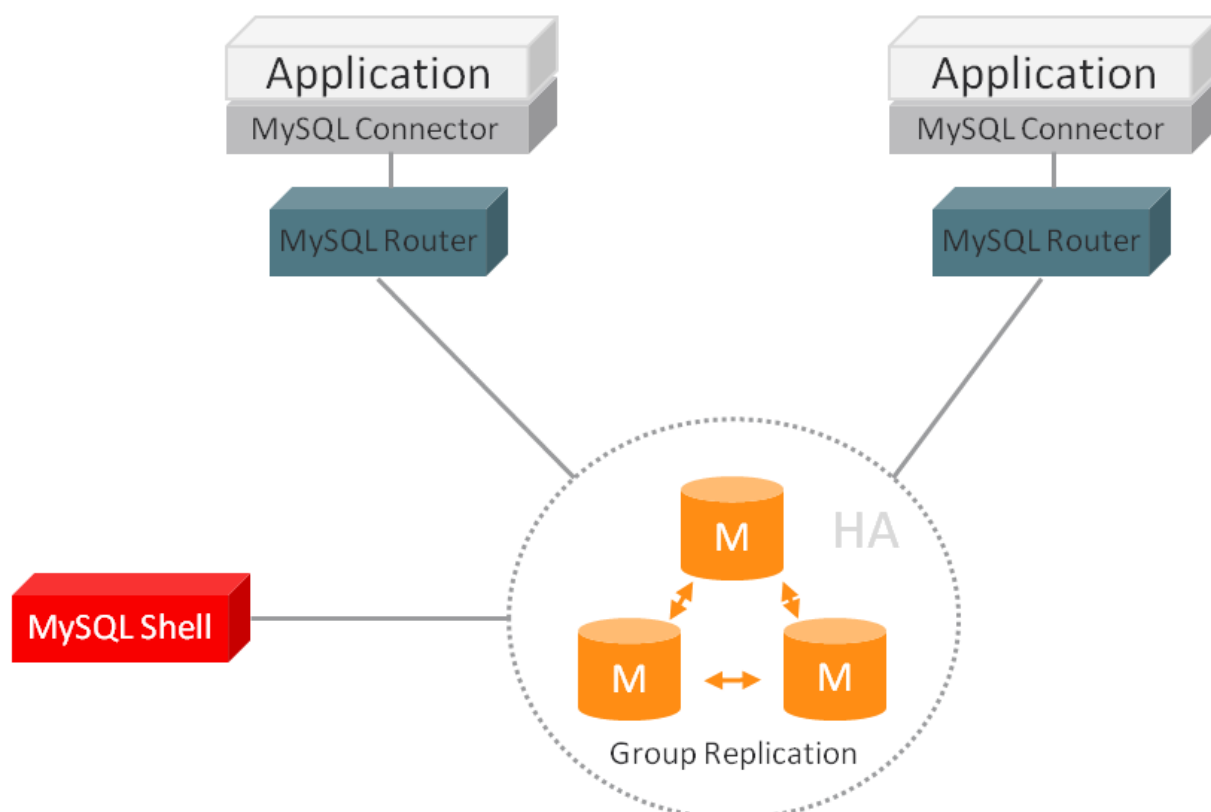 Application
MySQL Connector
MySQL Router
Application
MySQL Connector
MySQL Router
HA
M
M
M
MySQL Shell
Group Replication